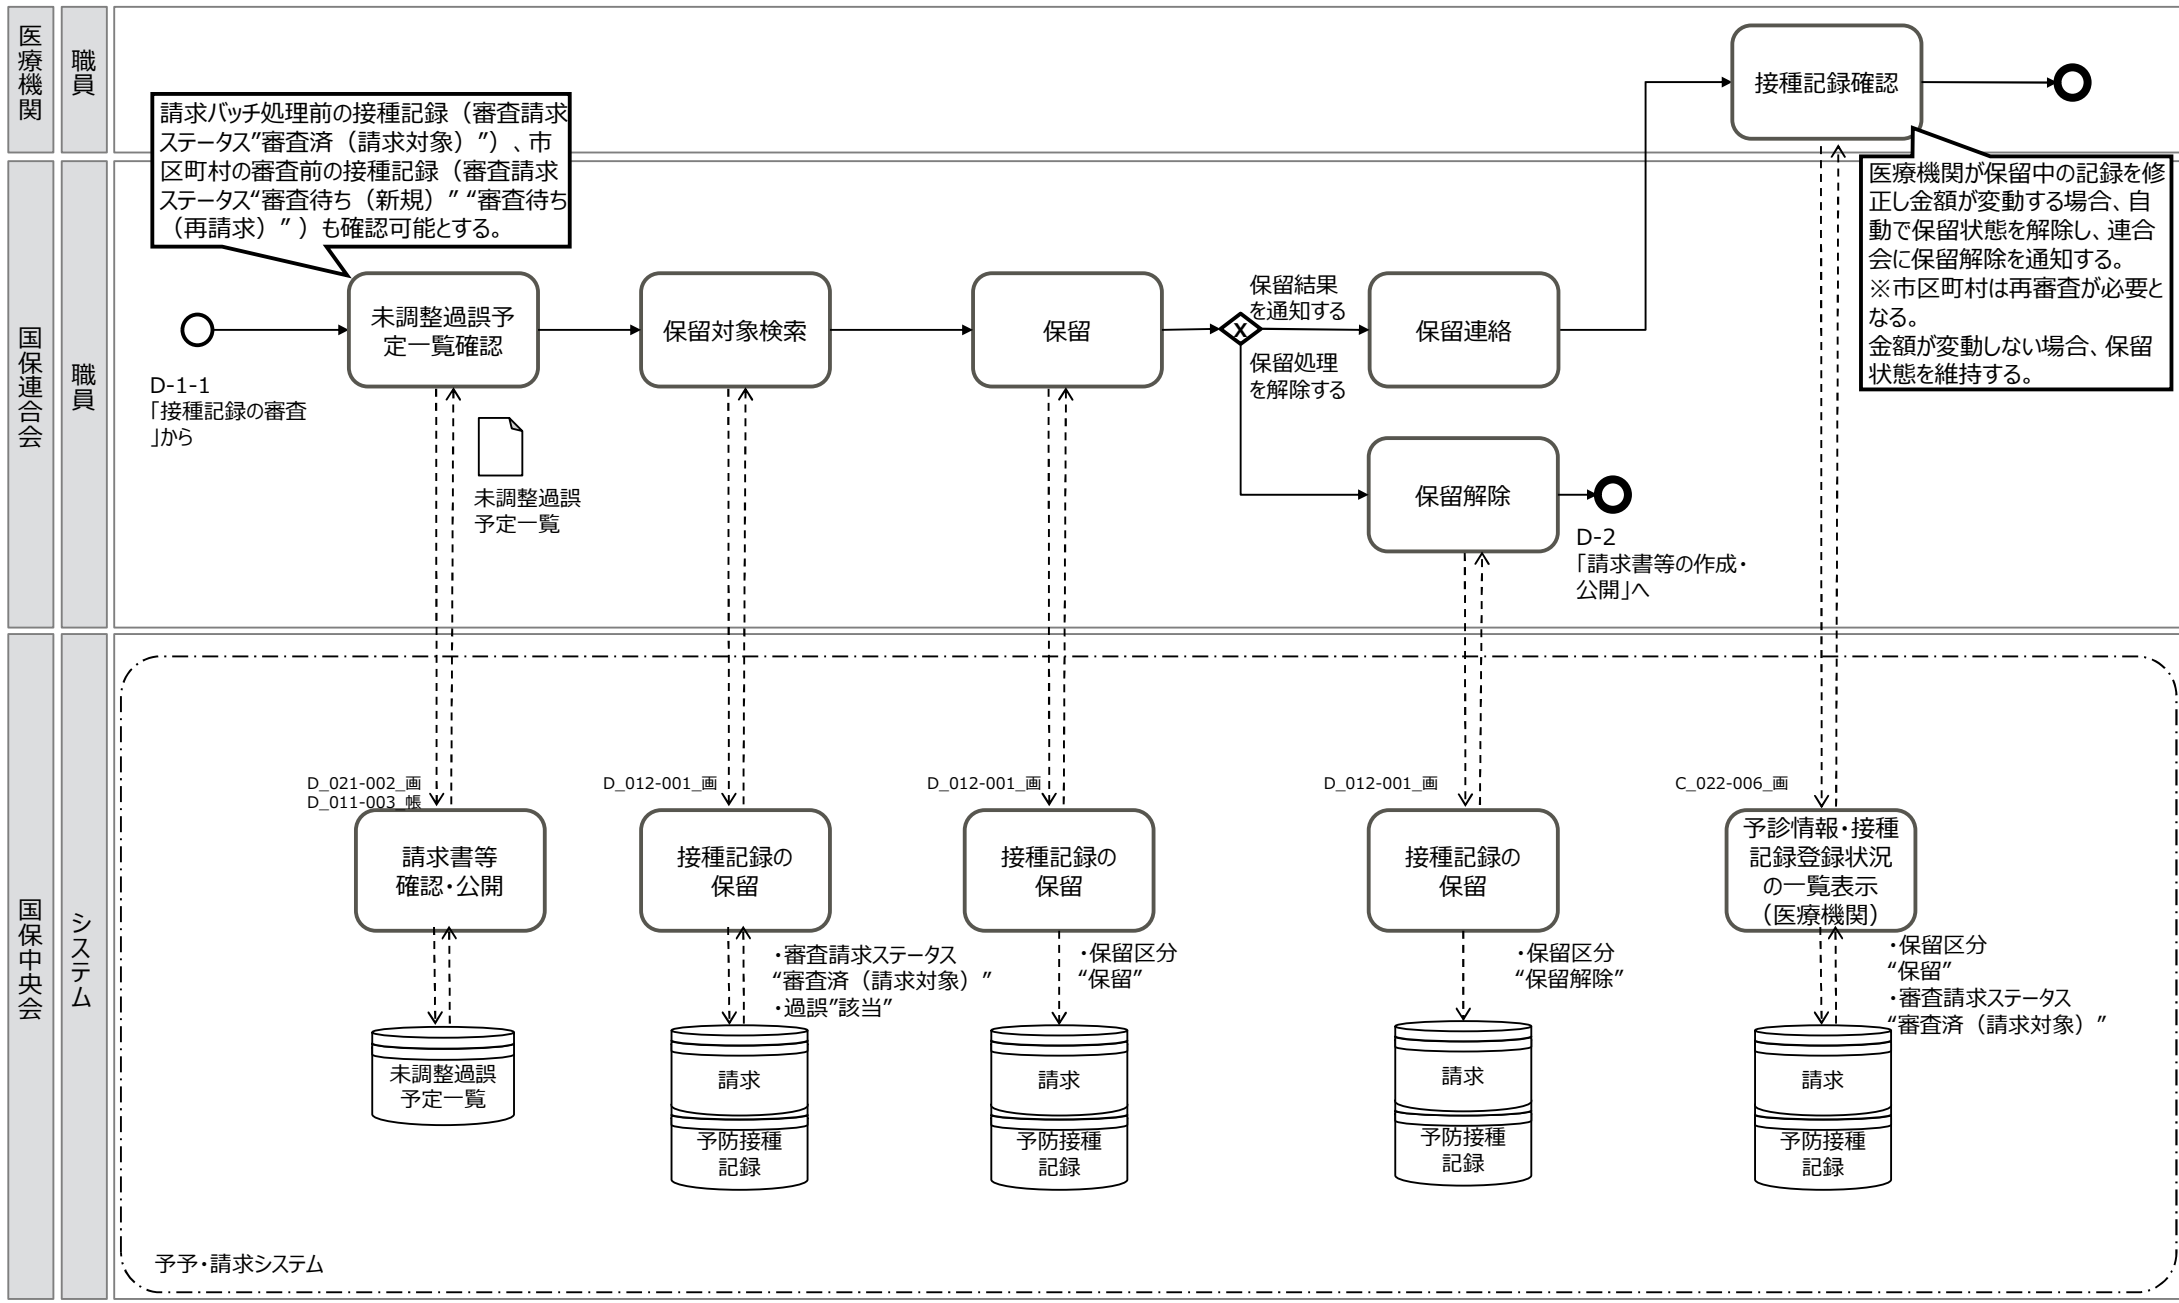 医療機関
職員
請求バッチ処理前の接種記録（審査請求
ステータス”審査済（請求対象）”）、市
区町村の審査前の接種記録（審査請求
ステータス“審査待ち（新規）” “審査待ち
（再請求）” ）も確認可能とする。
接種記録確認
医療機関が保留中の記録を修
正し金額が変動する場合、自
動で保留状態を解除し、連合
会に保留解除を通知する。
※市区町村は再審査が必要と
なる。
金額が変動しない場合、保留
状態を維持する。
国保連合会
職員
D-1-1
「接種記録の審査
」から
未調整過誤予
定一覧確認
未調整過誤
予定一覧
保留対象検索
保留
X
保留結果
を通知する
保留処理
を解除する
保留連絡
保留解除
D-2
「請求書等の作成・
公開」へ
国保中央会
システム
D_021-002_画
D_011-003_帳
請求書等
確認・公開
未調整過誤
予定一覧
D_012-001_画
接種記録の
保留
・審査請求ステータス
“審査済（請求対象）”
・過誤”該当”
請求
予防接種
記録
D_012-001_画
接種記録の
保留
・保留区分
“保留”
請求
予防接種
記録
D_012-001_画
接種記録の
保留
・保留区分
“保留解除”
請求
予防接種
記録
C_022-006_画
予診情報・接種
記録登録状況
の一覧表示
（医療機関）
・保留区分
“保留”
・審査請求ステータス
“審査済（請求対象）”
請求
予防接種
記録
予予・請求システム